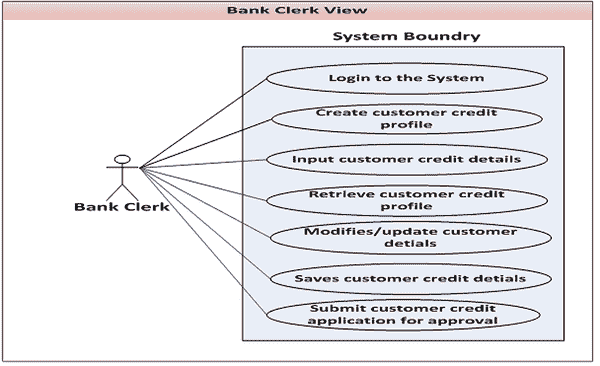 Bank Clerk View
System Boundry
Login to the System
Create customer credit
profile
Input customer credit details
Retrieve customer credit
profile
Bank Clerk
Modifies/update customer
detials
Saves customer credit detials
Submit customer credit
application for approval